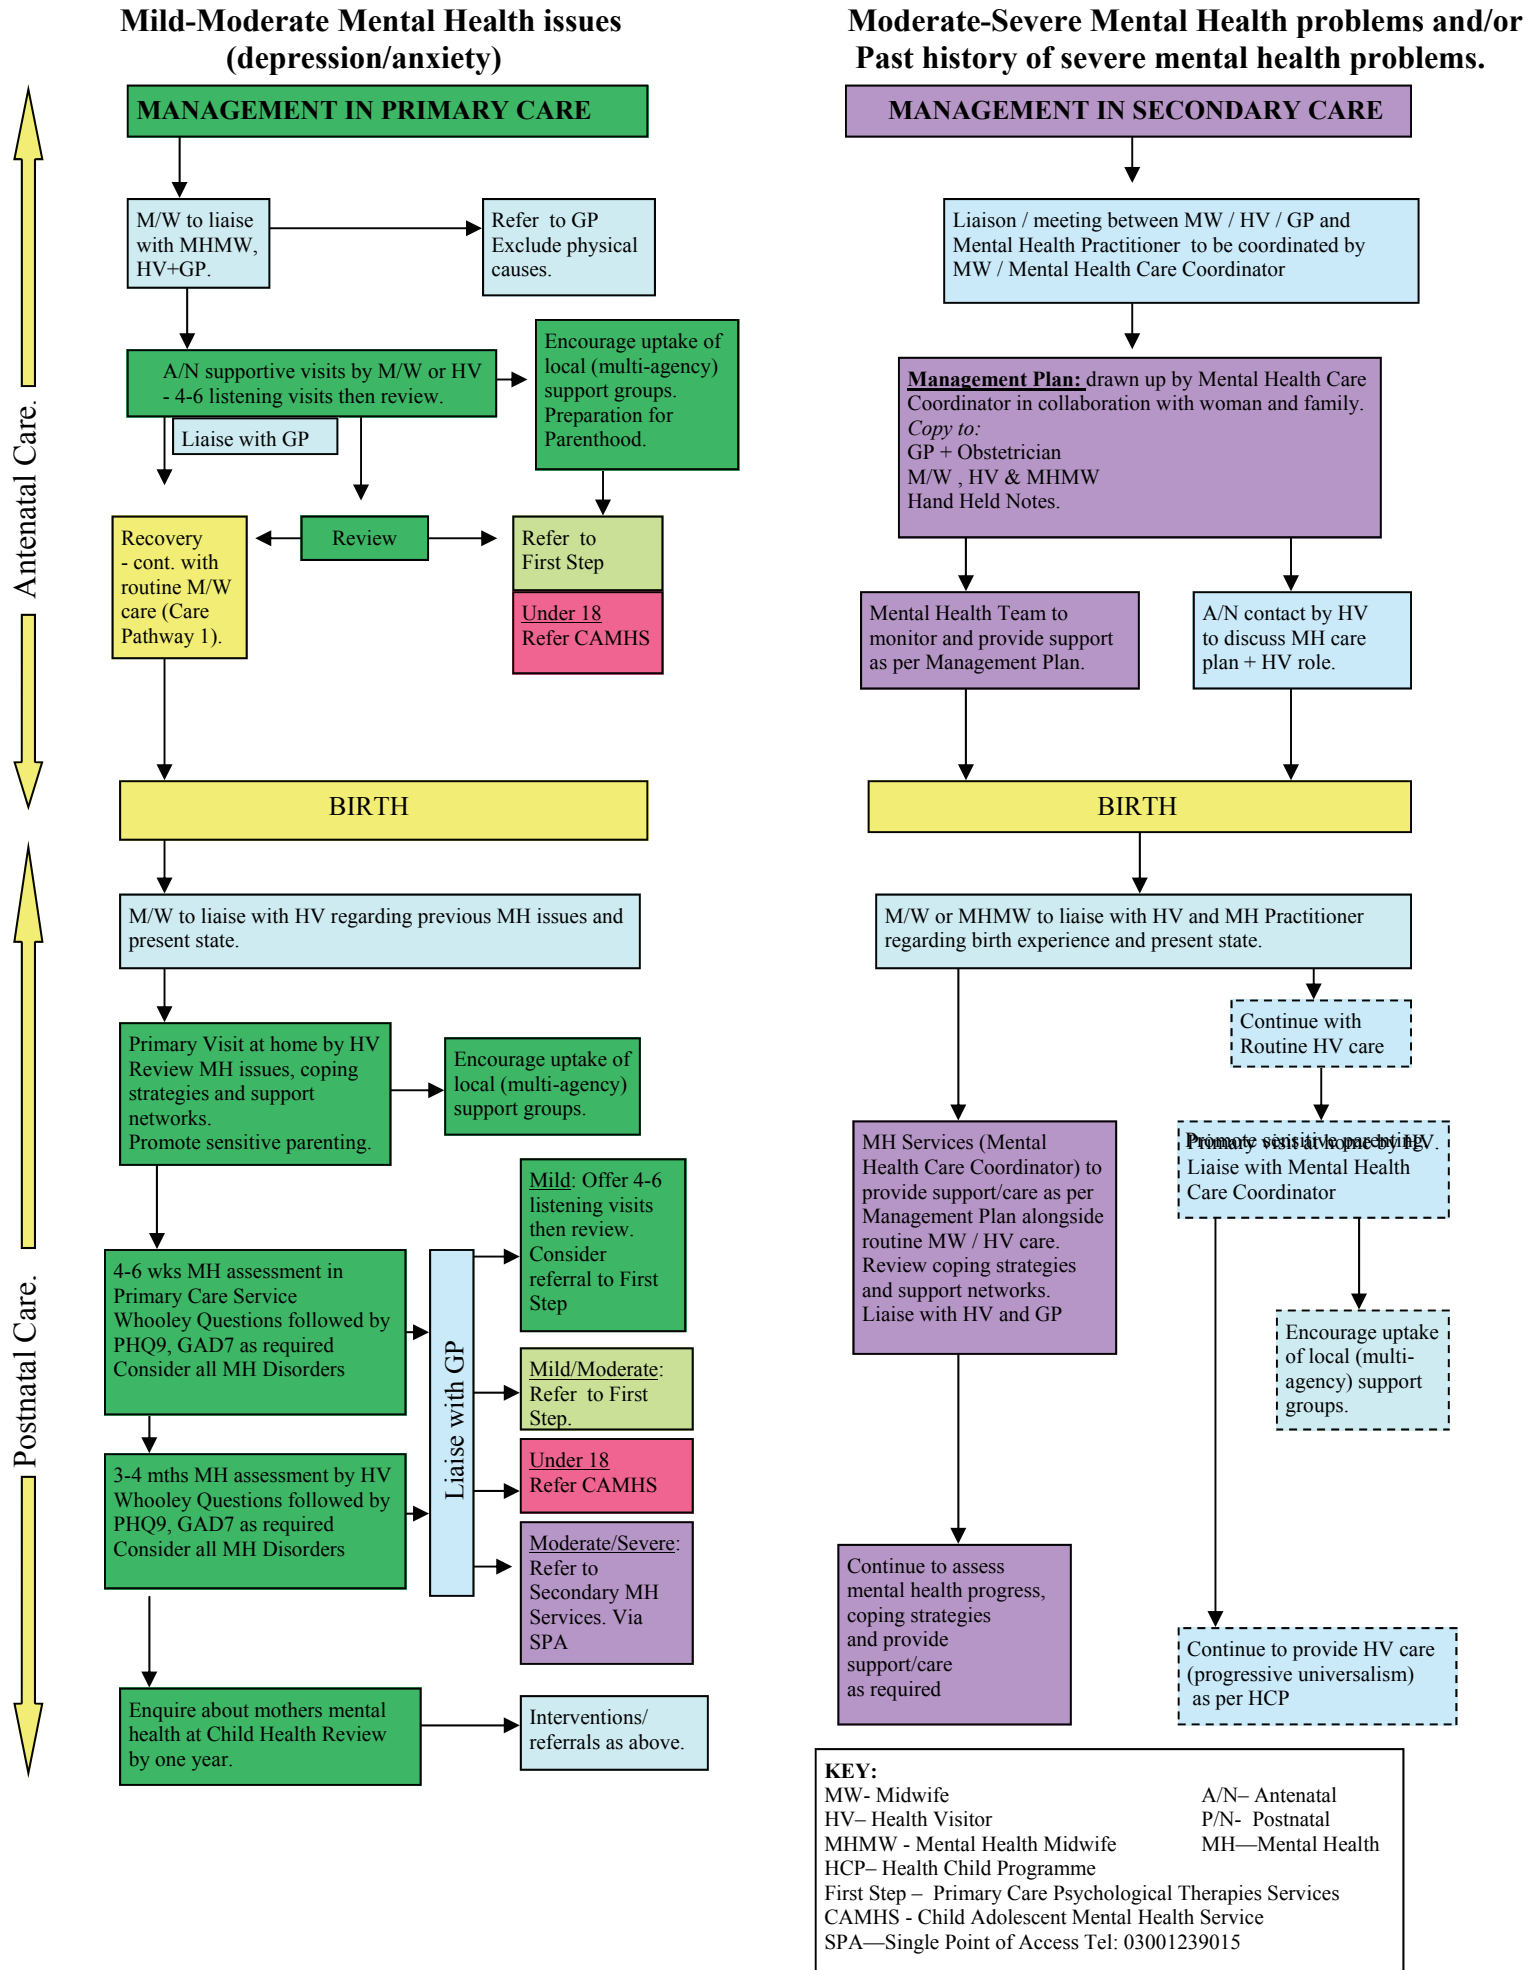 Mild-Moderate Mental Health issues
(depression/anxiety)
MANAGEMENT IN PRIMARY CARE
M/W to liaise
with MHMW,
HV+GP.
Refer to GP
Exclude physical
causes.
A/N supportive visits by M/W or HV
- 4-6 listening visits then review.
Encourage uptake of
local (multi-agency)
support groups.
Preparation for
Parenthood.
Liaise with GP
Recovery
- cont. with
routine M/W
care (Care
Pathway 1).
Review
Refer to
First Step
Under 18
Refer CAMHS
Antenatal Care.
BIRTH
M/W to liaise with HV regarding previous MH issues and
present state.
Primary Visit at home by HV
Review MH issues, coping
strategies and support
networks.
Promote sensitive parenting.
Encourage uptake of
local (multi-agency)
support groups.
4-6 wks MH assessment in
Primary Care Service
Whooley Questions followed by
PHQ9, GAD7 as required
Consider all MH Disorders
3-4 mths MH assessment by HV
Whooley Questions followed by
PHQ9, GAD7 as required
Consider all MH Disorders
Liaise with GP
Mild: Offer 4-6
listening visits
then review.
Consider
referral to First
Step
Mild/Moderate:
Refer to First
Step.
Under 18
Refer CAMHS
Moderate/Severe:
Refer to
Secondary MH
Services. Via
SPA
Enquire about mothers mental
health at Child Health Review
by one year.
Interventions/
referrals as above.
Postnatal Care.
Moderate-Severe Mental Health problems and/or
Past history of severe mental health problems.
MANAGEMENT IN SECONDARY CARE
Liaison / meeting between MW / HV / GP and
Mental Health Practitioner to be coordinated by
MW / Mental Health Care Coordinator
Management Plan: drawn up by Mental Health Care
Coordinator in collaboration with woman and family.
Copy to:
GP + Obstetrician
M/W , HV & MHMW
Hand Held Notes.
Mental Health Team to
monitor and provide support
as per Management Plan.
A/N contact by HV
to discuss MH care
plan + HV role.
BIRTH
M/W or MHMW to liaise with HV and MH Practitioner
regarding birth experience and present state.
Continue with
Routine HV care
MH Services (Mental
Health Care Coordinator) to
provide support/care as per
Management Plan alongside
routine MW / HV care.
Review coping strategies
and support networks.
Liaise with HV and GP
Primary visit at home by HV.
Promote sensitive parenting.
Liaise with Mental Health
Care Coordinator
Encourage uptake
of local (multi-
agency) support
groups.
Continue to assess
mental health progress,
coping strategies
and provide
support/care
as required
Continue to provide HV care
(progressive universalism)
as per HCP
KEY:
MW- Midwife A/N– Antenatal
HV– Health Visitor P/N- Postnatal
MHMW - Mental Health Midwife MH—Mental Health
HCP– Health Child Programme
First Step – Primary Care Psychological Therapies Services
CAMHS - Child Adolescent Mental Health Service
SPA—Single Point of Access Tel: 03001239015